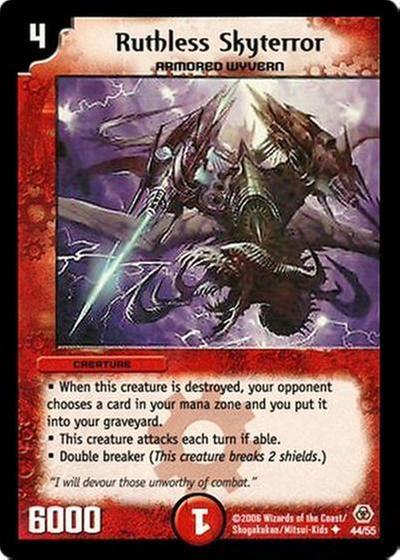 4
Ruthless Skyterror
ARMORED WYVERN
CREATURE
▪ When this creature is destroyed, your opponent
chooses a card in your mana zone and you put it
into your graveyard.
▪ This creature attacks each turn if able.
▪ Double breaker (This creature breaks 2 shields.)
"I will devour those unworthy of combat."
6000
1
©2006 Wizards of the Coast/
Shogakukan/Mitsui-Kids ✦ 44/55